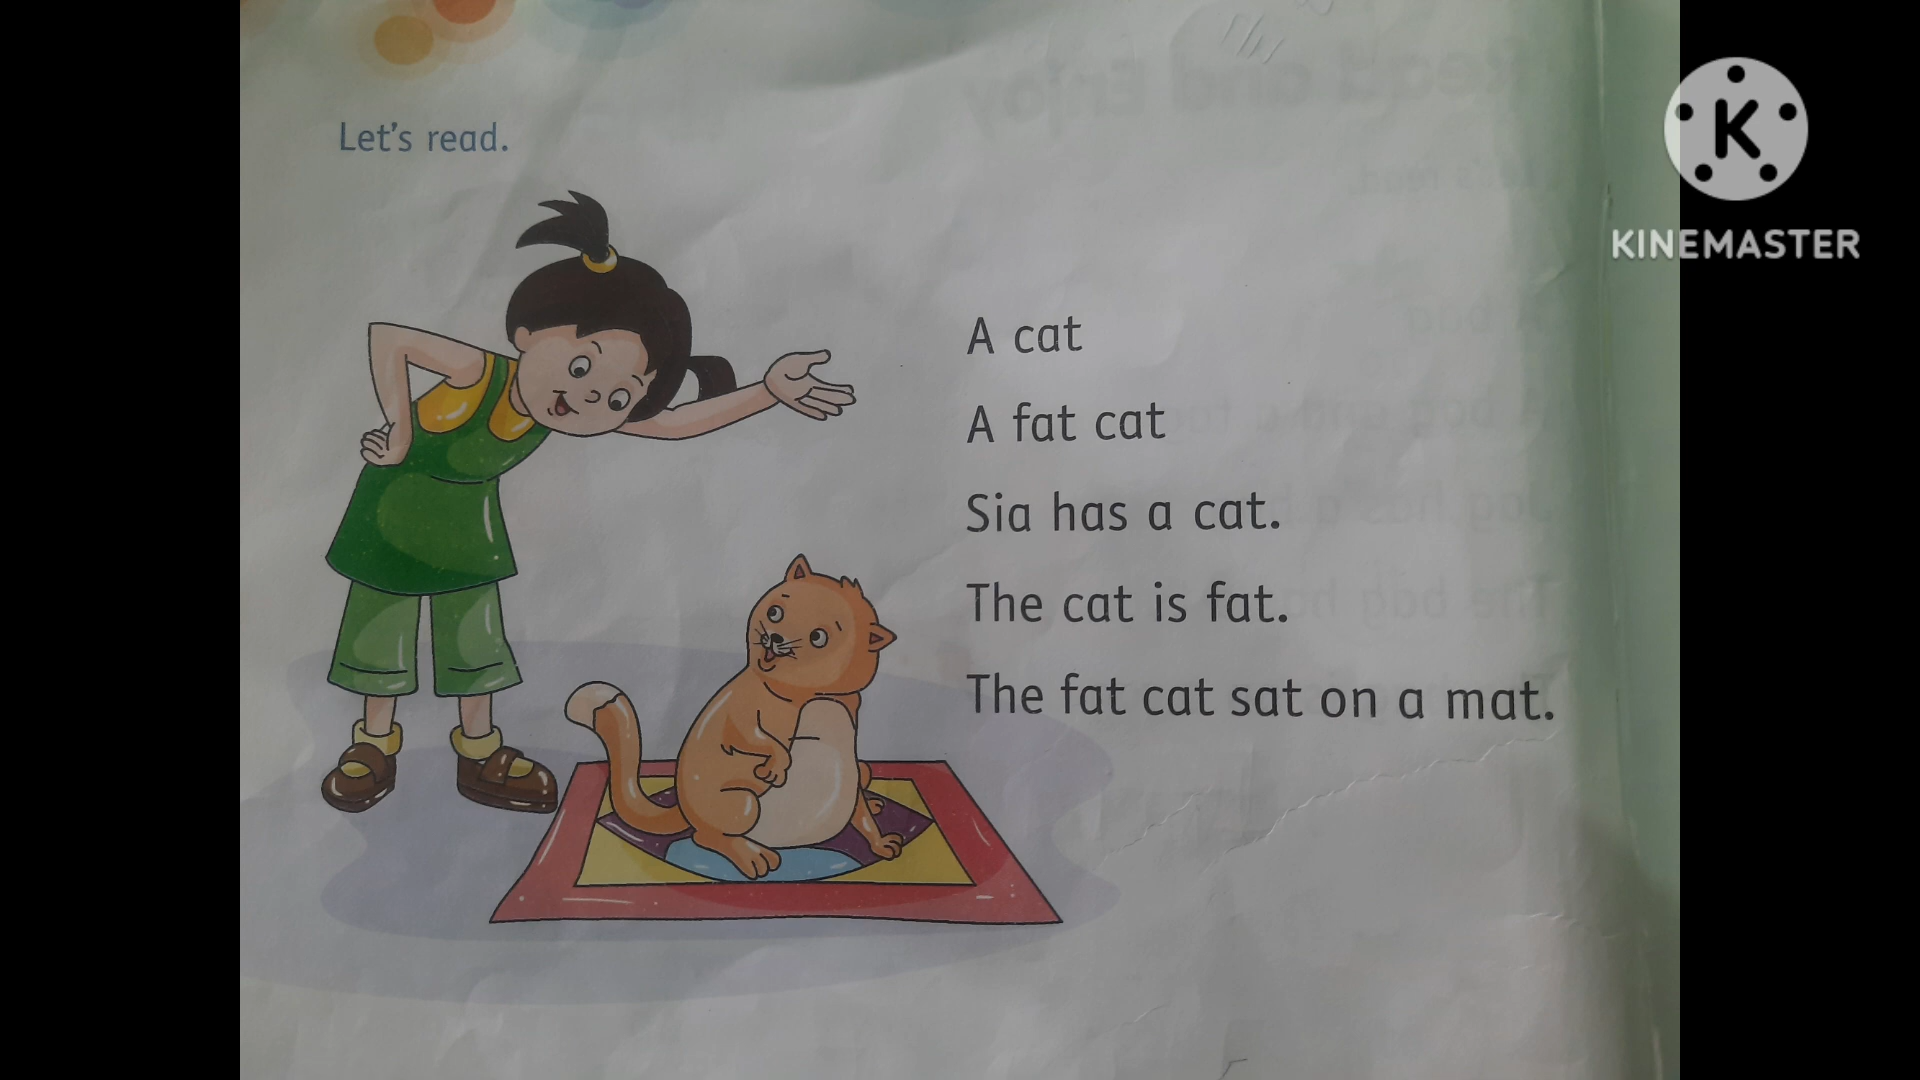 Let's read.
A cat
A fat cat
Sia has a cat.
The cat is fat.
The fat cat sat on a mat.
K
KINEMASTER